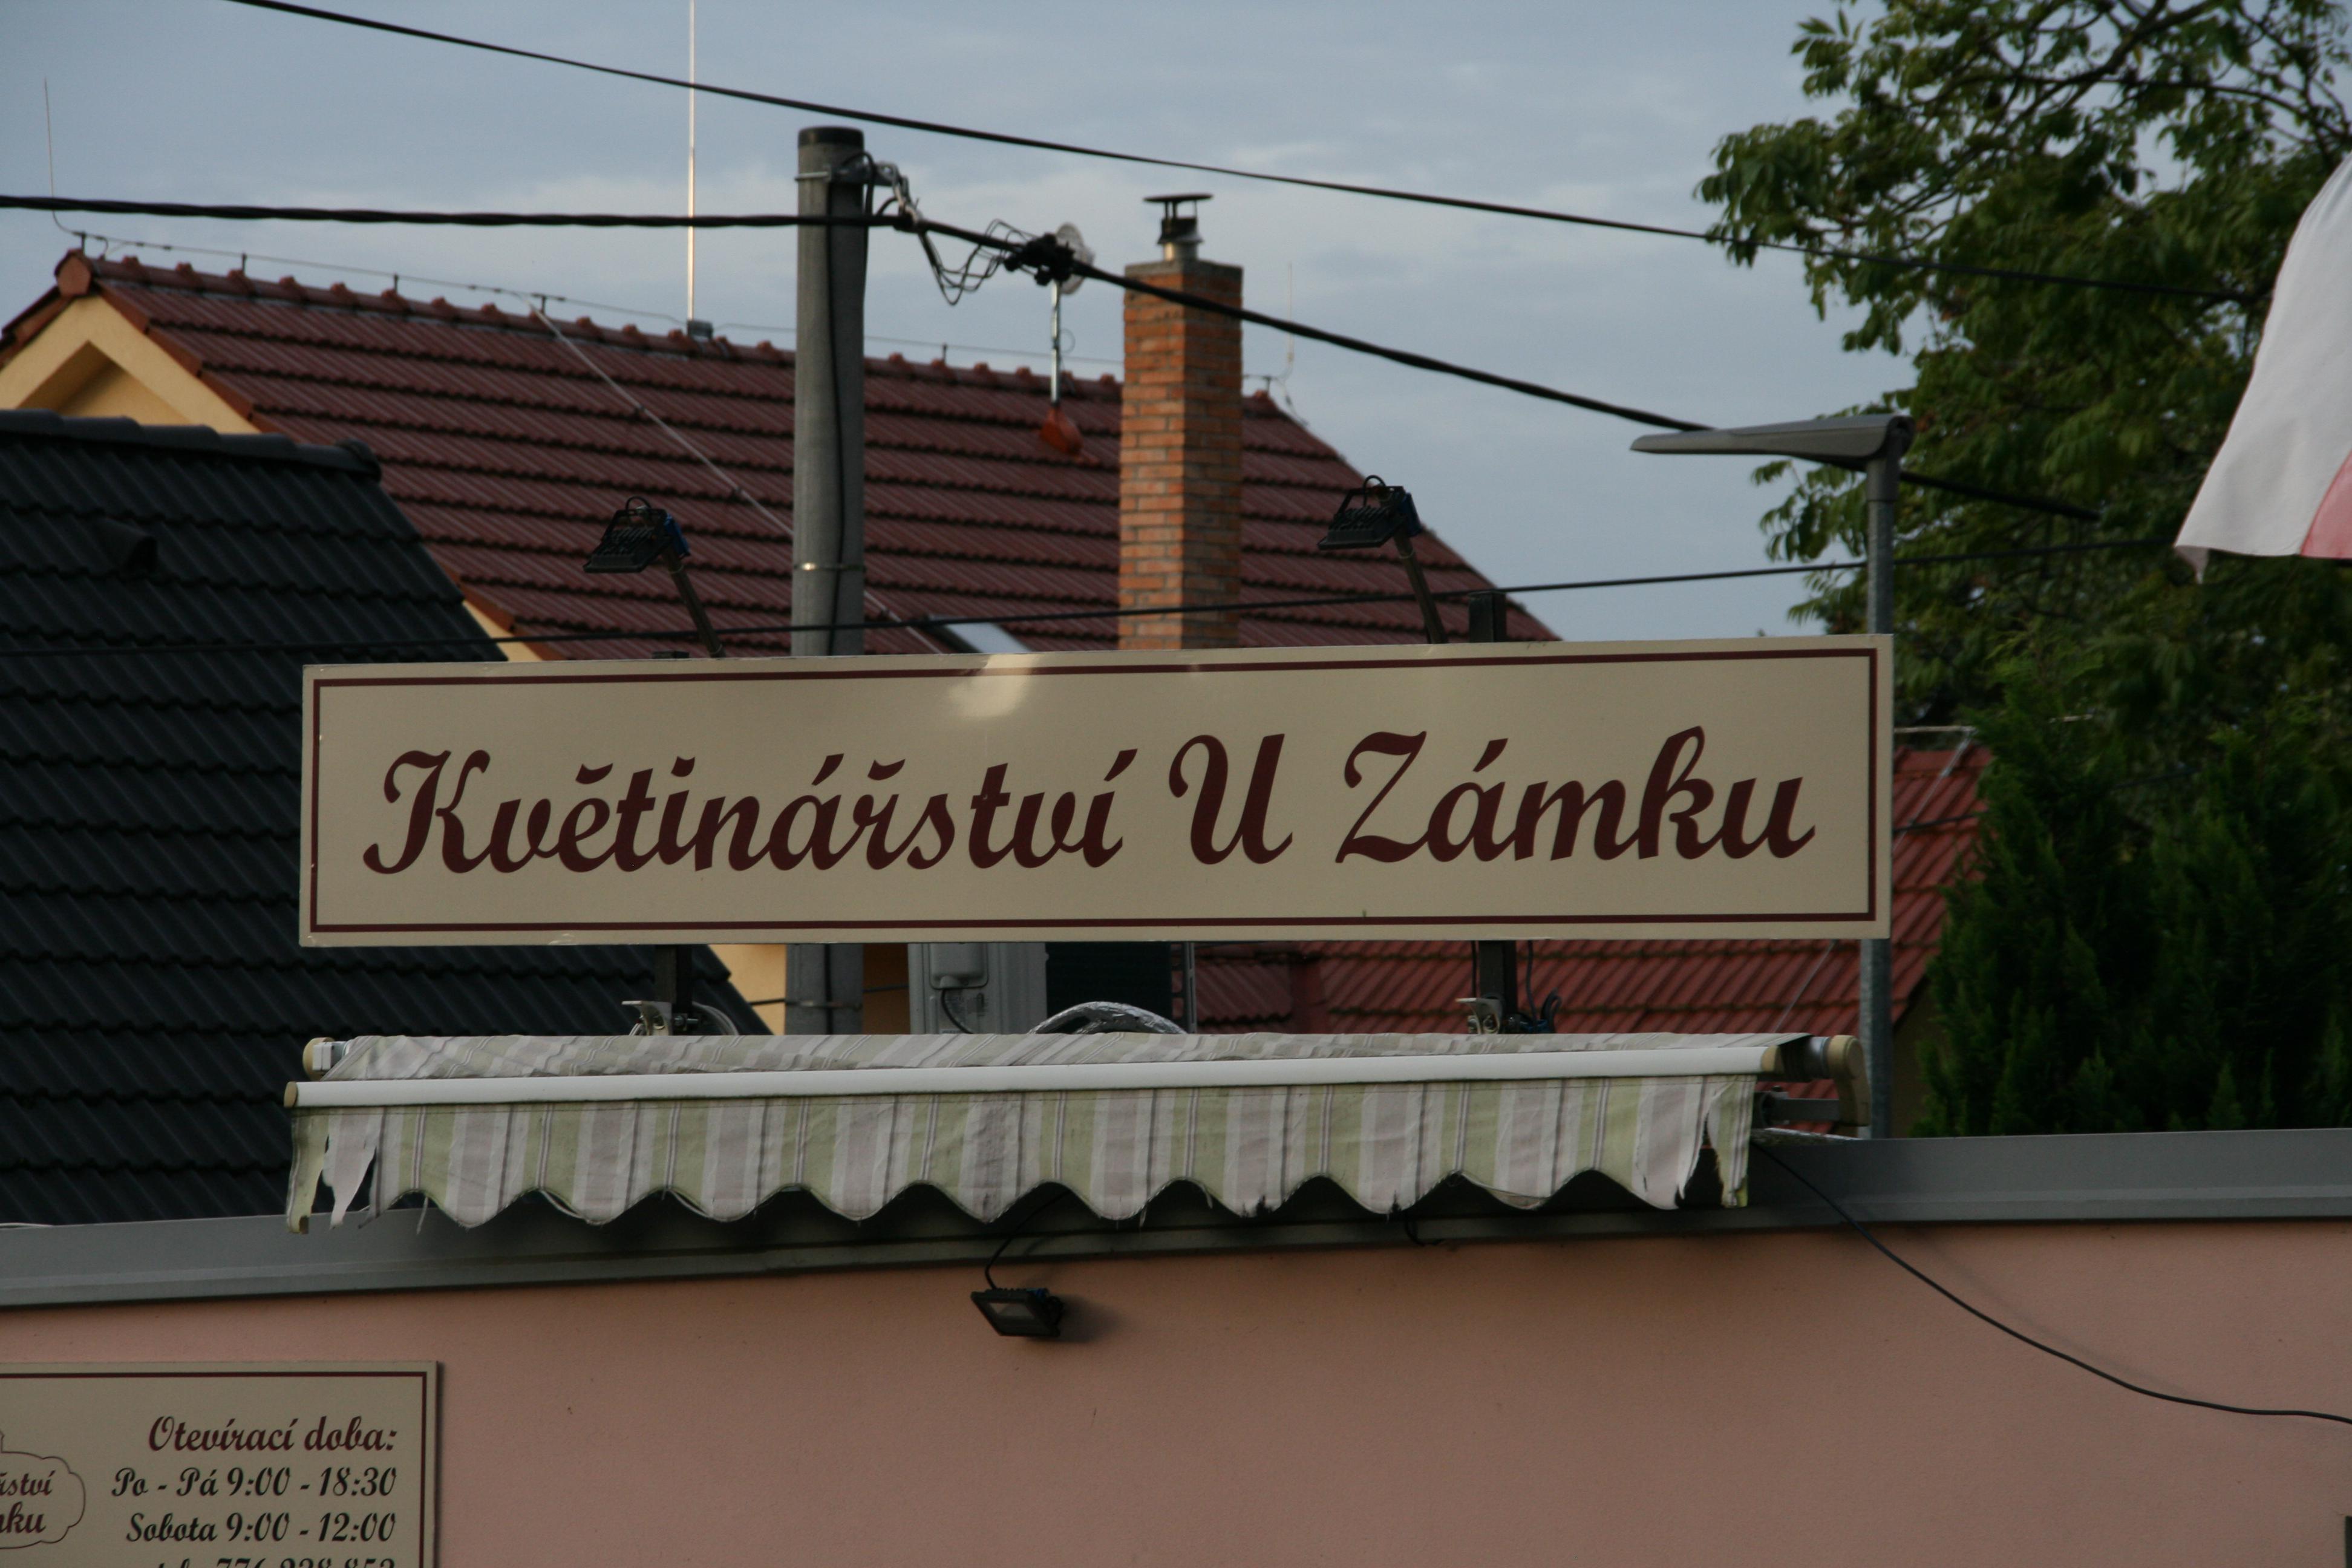 Květinářství U Zámku
Otevírací doba:
Po - Pá 9:00 - 18:30
Sobota 9:00 - 12:00